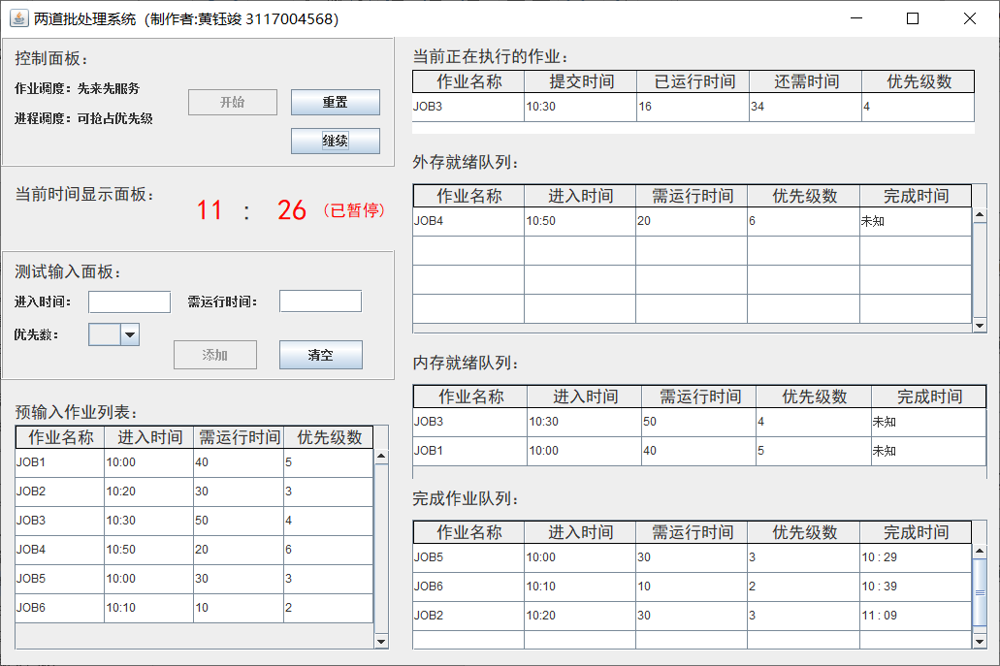 两道批处理系统（制作者:黄钰竣 3117004568）
控制面板：
作业调度：先来先服务
进程调度：可抢占优先级
开始
重置
继续
当前时间显示面板：
11 ： 26 （已暂停）
测试输入面板：
进入时间：
需运行时间：
优先数：
添加
清空
预输入作业列表：
作业名称 进入时间 需运行时间 优先级数
JOB1 10:00 40 5
JOB2 10:20 30 3
JOB3 10:30 50 4
JOB4 10:50 20 6
JOB5 10:00 30 3
JOB6 10:10 10 2
当前正在执行的作业：
作业名称 提交时间 已运行时间 还需时间 优先级数
JOB3 10:30 16 34 4
外存就绪队列：
作业名称 进入时间 需运行时间 优先级数 完成时间
JOB4 10:50 20 6 未知
内存就绪队列：
作业名称 进入时间 需运行时间 优先级数 完成时间
JOB3 10:30 50 4 未知
JOB1 10:00 40 5 未知
完成作业队列：
作业名称 进入时间 需运行时间 优先级数 完成时间
JOB5 10:00 30 3 10 : 29
JOB6 10:10 10 2 10 : 39
JOB2 10:20 30 3 11 : 09